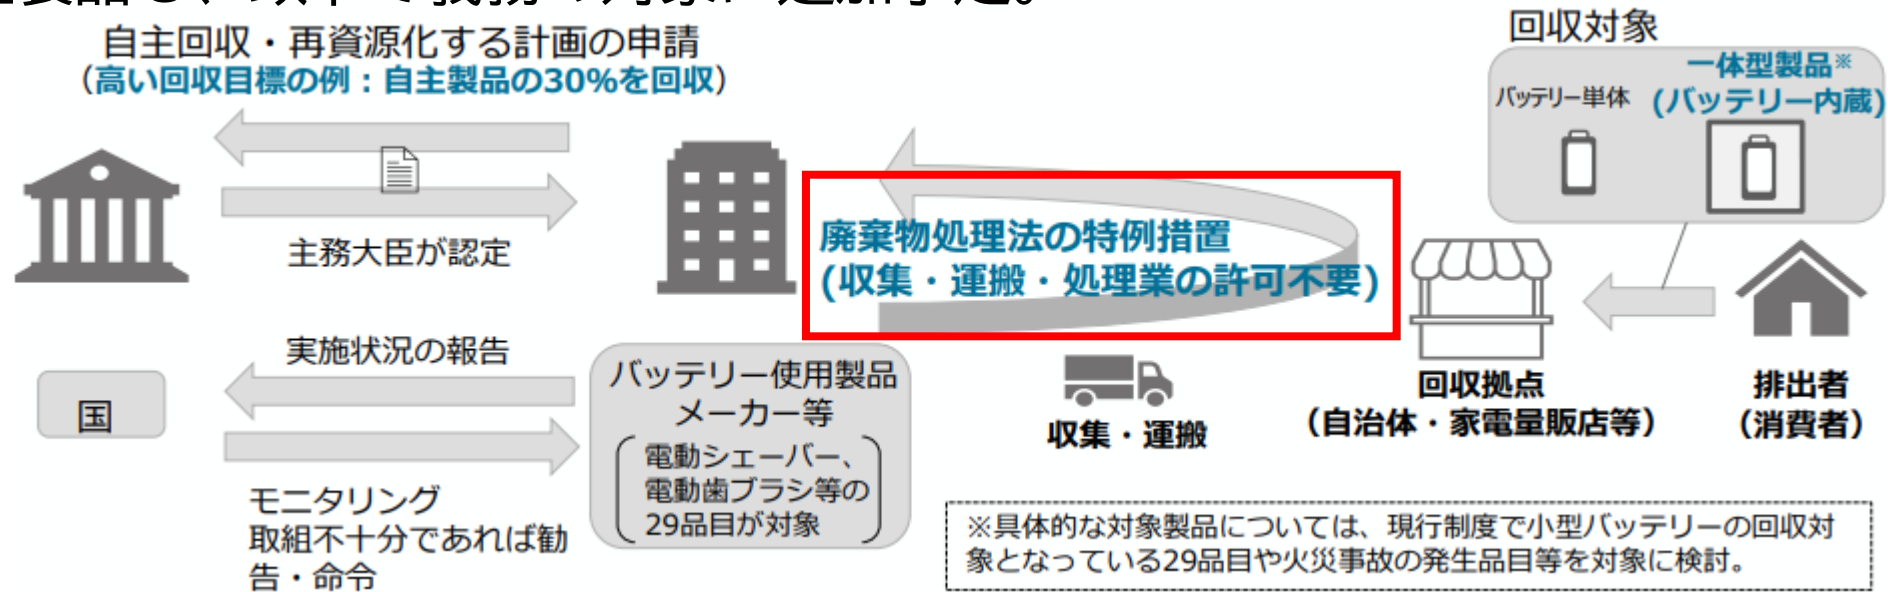 自主回収・再資源化する計画の申請
（高い回収目標の例：自主製品の30%を回収）
主務大臣が認定
実施状況の報告
国
モニタリング
取組不十分であれば勧
告・命令
バッテリー使用製品
メーカー等
電動シェーバー、
電動歯ブラシ等の
29品目が対象
廃棄物処理法の特例措置
(収集・運搬・処理業の許可不要)
収集・運搬
回収対象
バッテリー単体
一体型製品※
(バッテリー内蔵)
回収拠点
（自治体・家電量販店等）
排出者
（消費者）
※具体的な対象製品については、現行制度で小型バッテリーの回収対
象となっている29品目や火災事故の発生品目等を対象に検討。